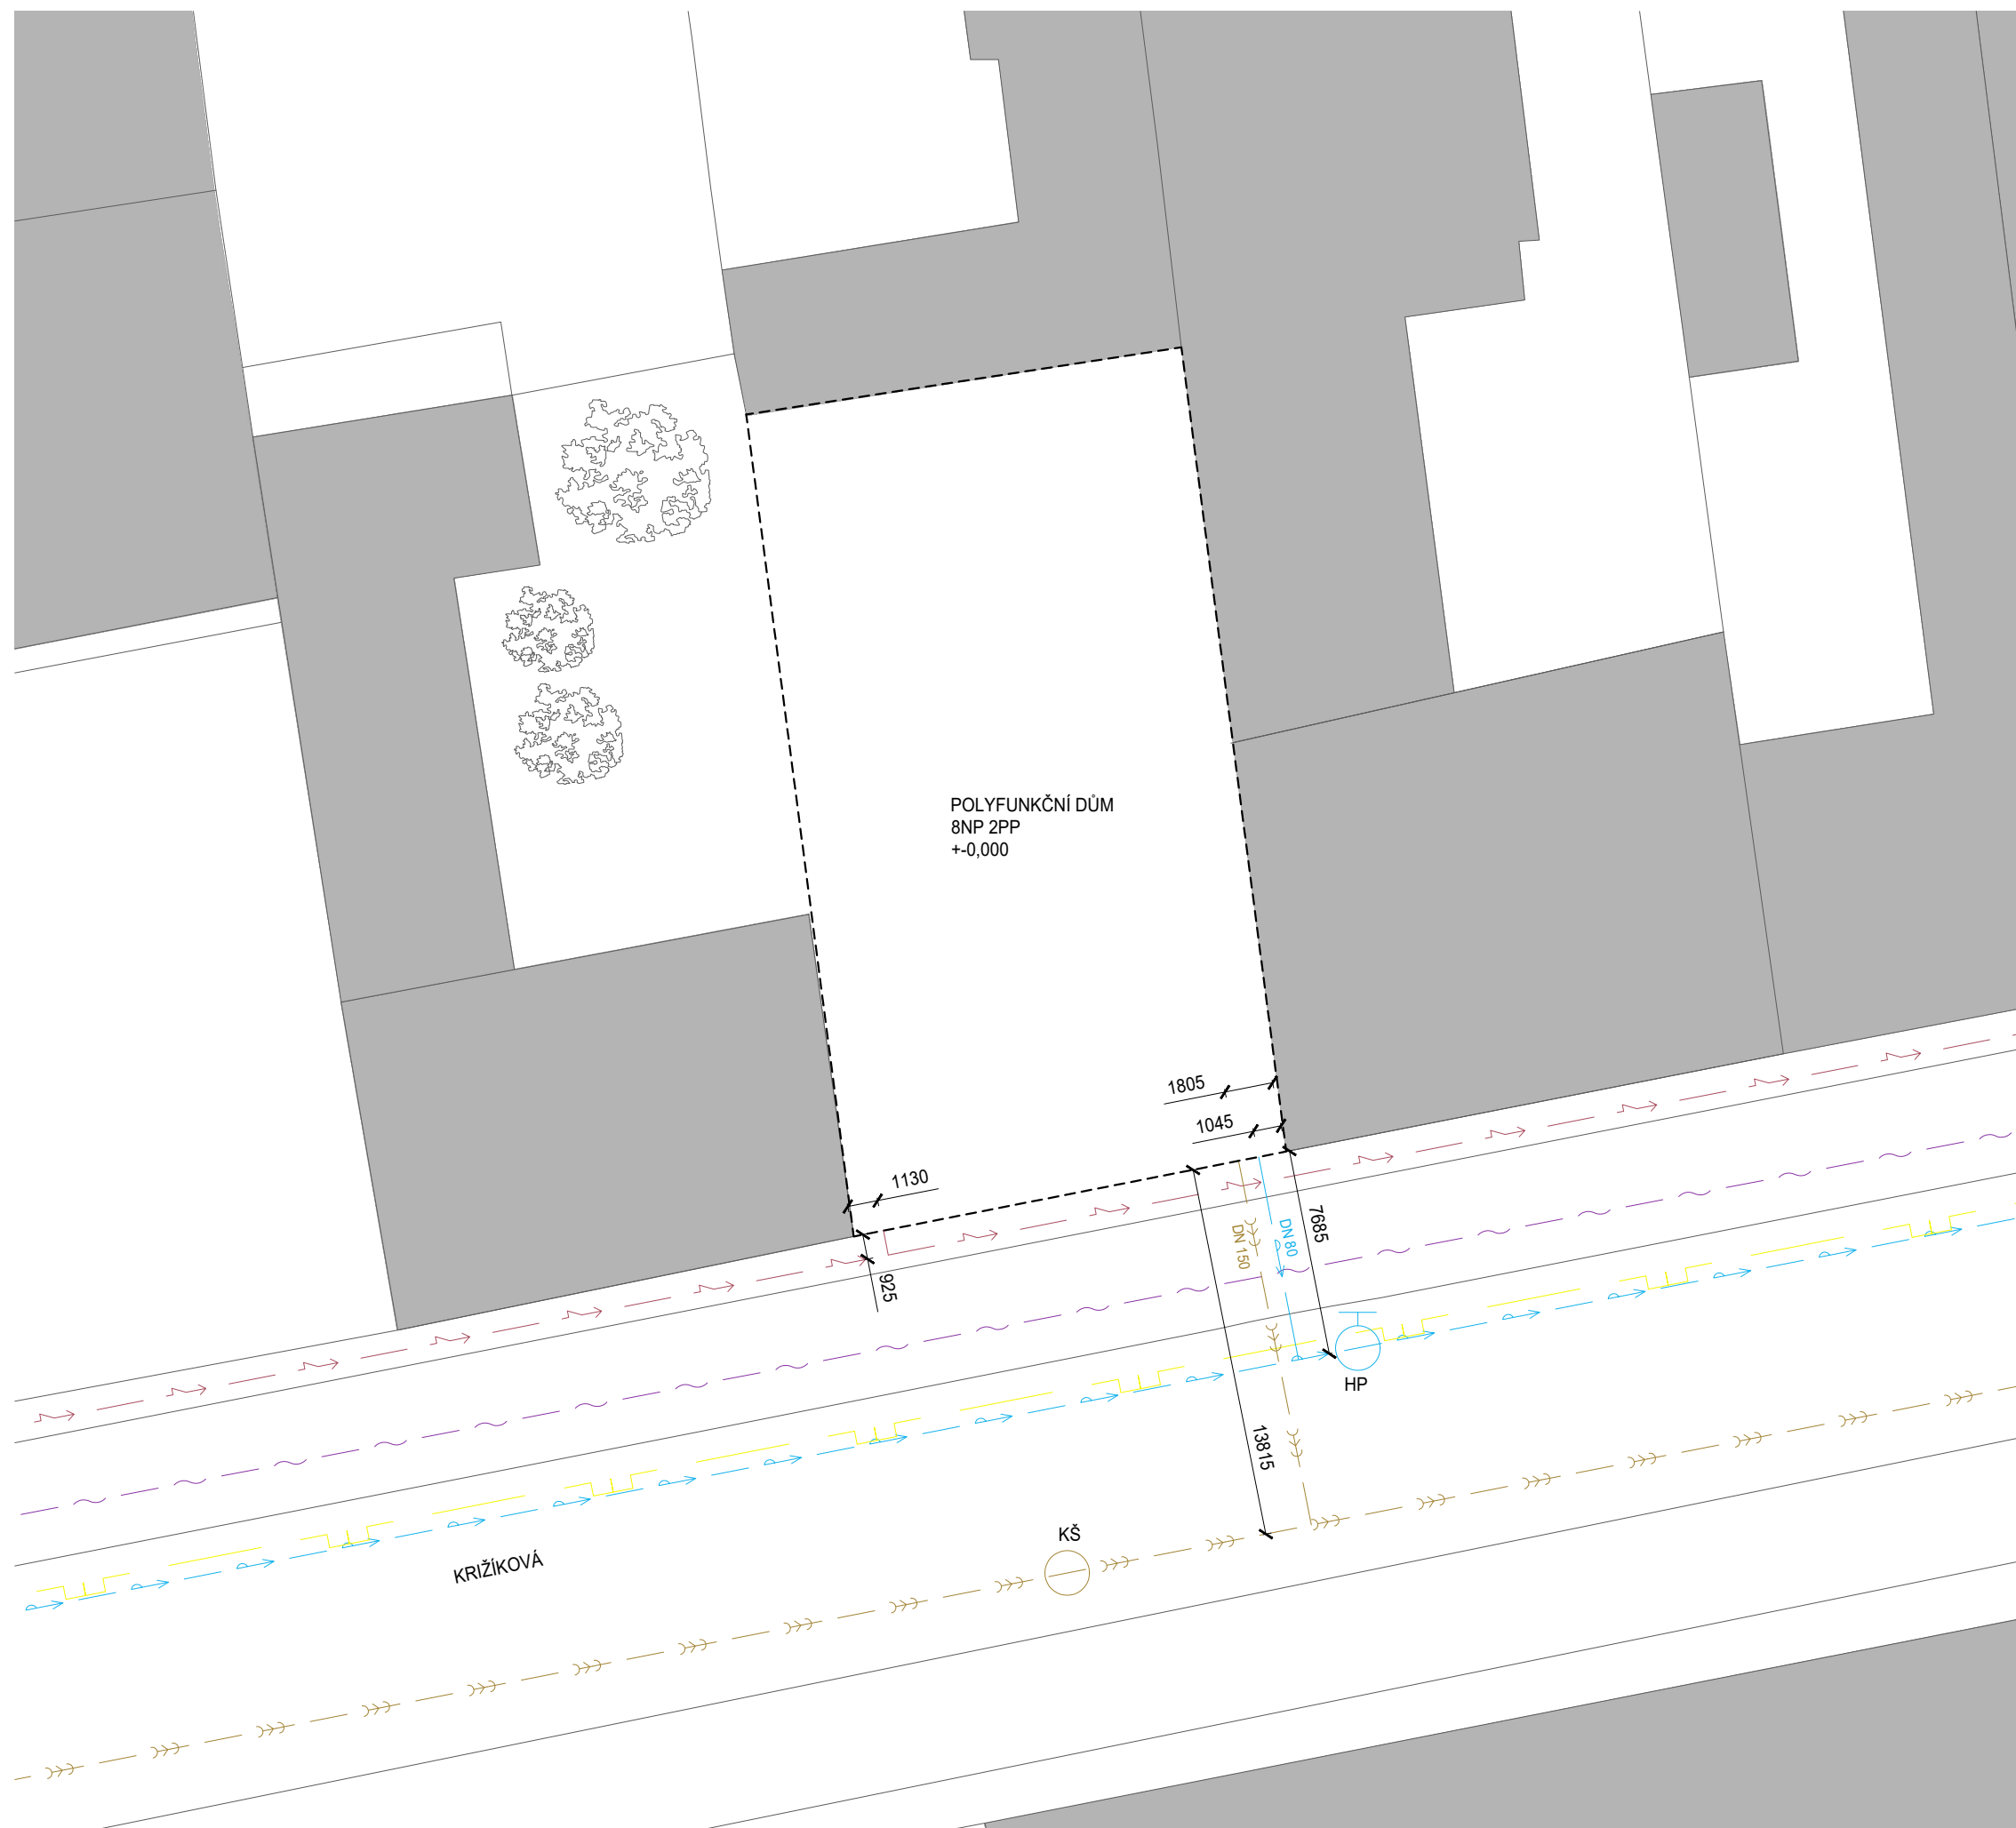 POLYFUNKČNÍ DŮM
8NP 2PP
+-0,000
1805
1045
1130
925
DN 150
DN 80
7685
HP
13815
KŠ
KRIŽÍKOVÁ